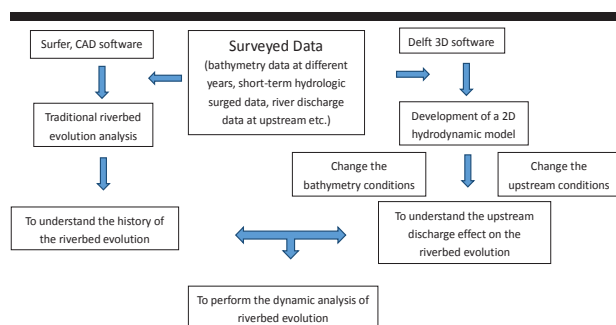 Surfer, CAD software
Surveyed Data
(bathymetry data at different
years, short-term hydrologic
surged data, river discharge
data at upstream etc.)
Delft 3D software
Traditional riverbed
evolution analysis
Development of a 2D
hydrodynamic model
Change the
bathymetry conditions
Change the
upstream conditions
To understand the history of
the riverbed evolution
To understand the upstream
discharge effect on the
riverbed evolution
To perform the dynamic analysis of
riverbed evolution